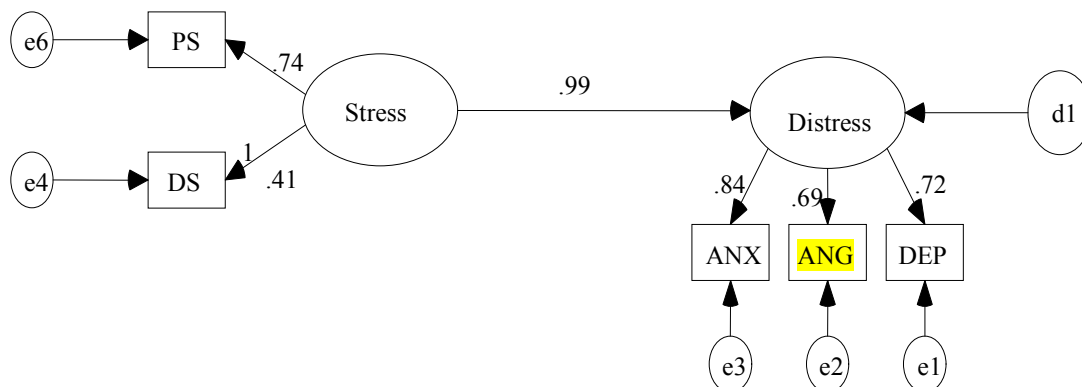 e6
PS
.74
Stress
.99
Distress
d1
1
.41
e4
DS
.84
.69
.72
ANX
ANG
DEP
e3
e2
e1